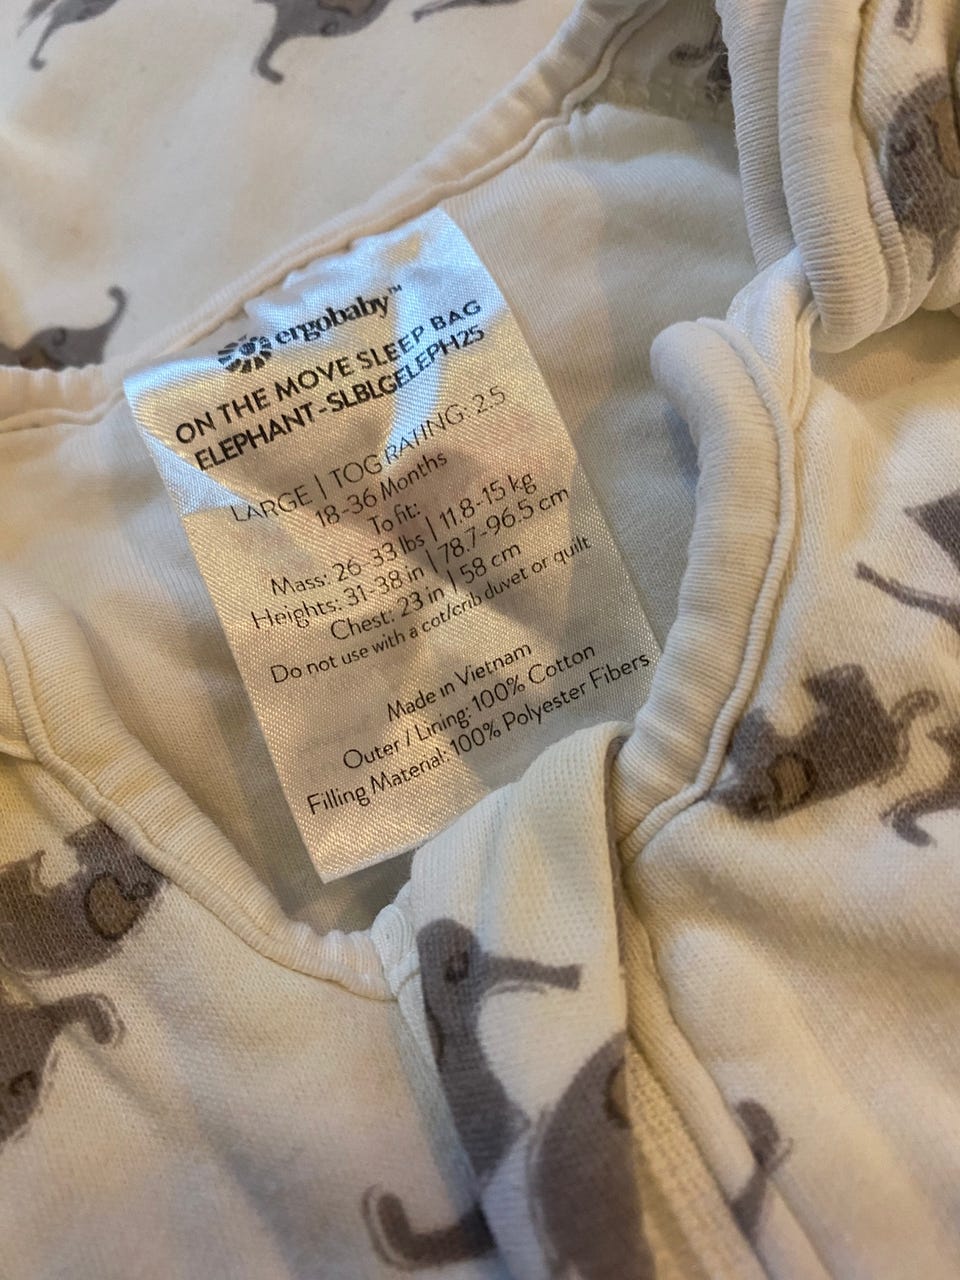 ergobaby™
ON THE MOVE SLEEP BAG
ELEPHANT-SLBLGELEPH25
LARGE | TOG RATING: 2.5
18-36 Months
To fit:
Mass: 26-33 lbs | 11.8-15 kg
Heights: 31-38 in | 78.7-96.5 cm
Chest: 23 in | 58 cm
Do not use with a cot/crib duvet or quilt
Made in Vietnam
Outer / Lining: 100% Cotton
Filling Material: 100% Polyester Fibers